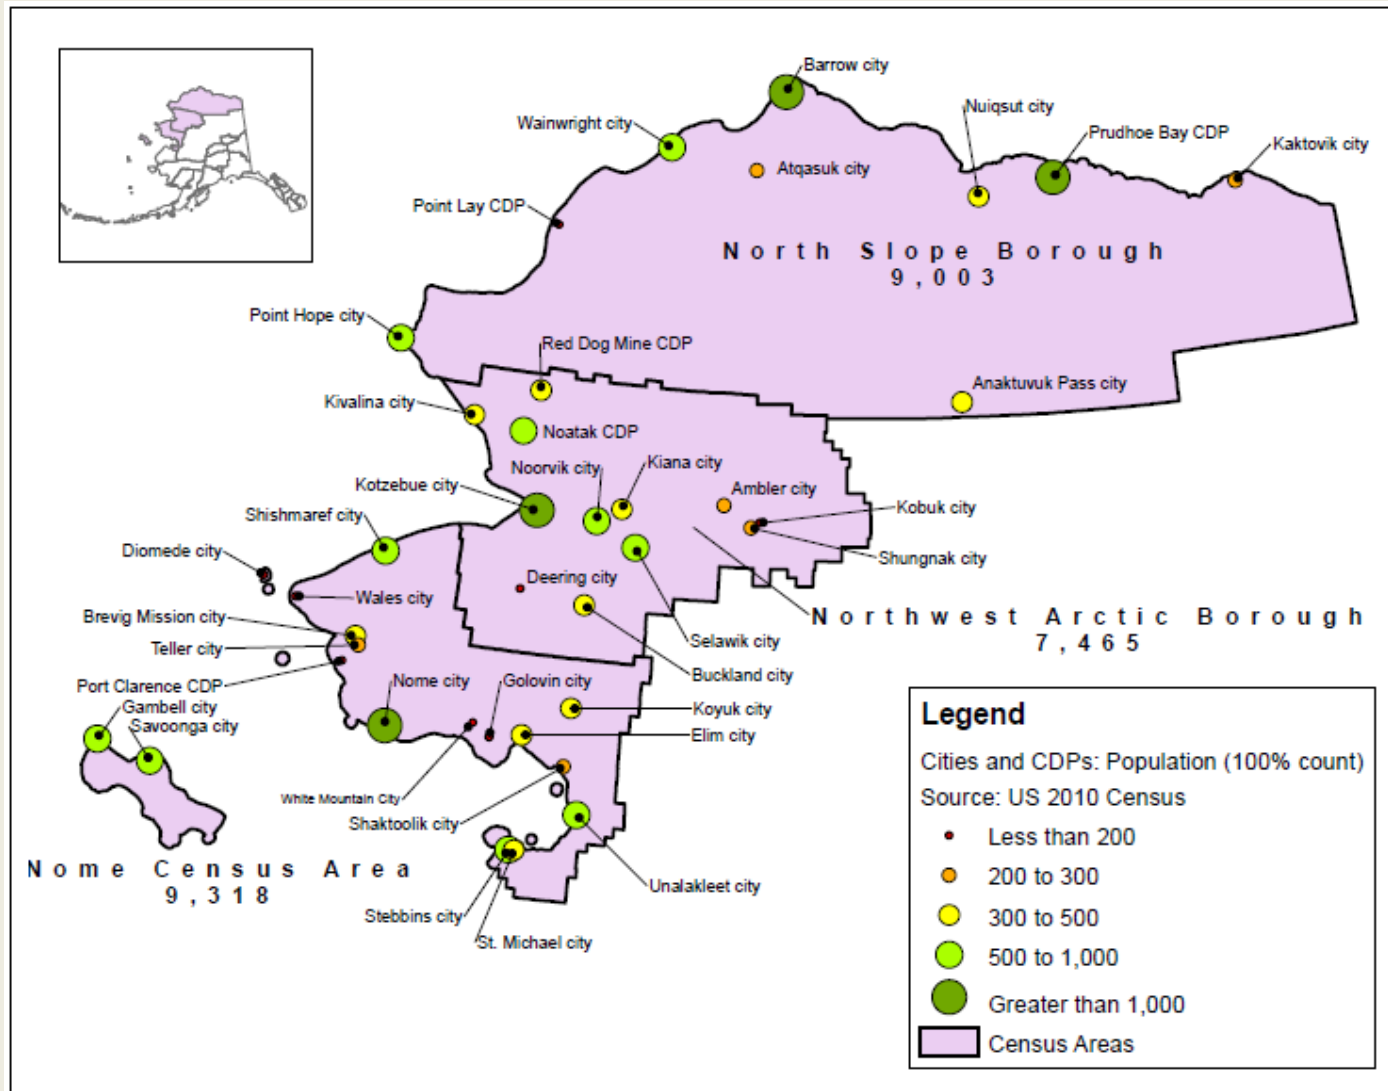 Barrow city
Nuiqsut city
Wainwright city
Prudhoe Bay CDP
Kaktovik city
Atqasuk city
Point Lay CDP
North Slope Borough
9,003
Point Hope city
Red Dog Mine CDP
Anaktuvuk Pass city
Kivalina city
Noatak CDP
Noorvik city
Kiana city
Kotzebue city
Ambler city
Kobuk city
Shishmaref city
Shungnak city
Diomede city
Deering city
Wales city
Brevig Mission city
Northwest Arctic Borough
7,465
Selawik city
Teller city
Buckland city
Port Clarence CDP
Nome city
Golovin city
Gambell city
Savoonga city
Koyuk city
Elim city
White Mountain City
Shaktoolik city
Nome Census Area
9,318
Unalakleet city
Stebbins city
St. Michael city
Legend
Cities and CDPs: Population (100% count)
Source: US 2010 Census
Less than 200
200 to 300
300 to 500
500 to 1,000
Greater than 1,000
Census Areas